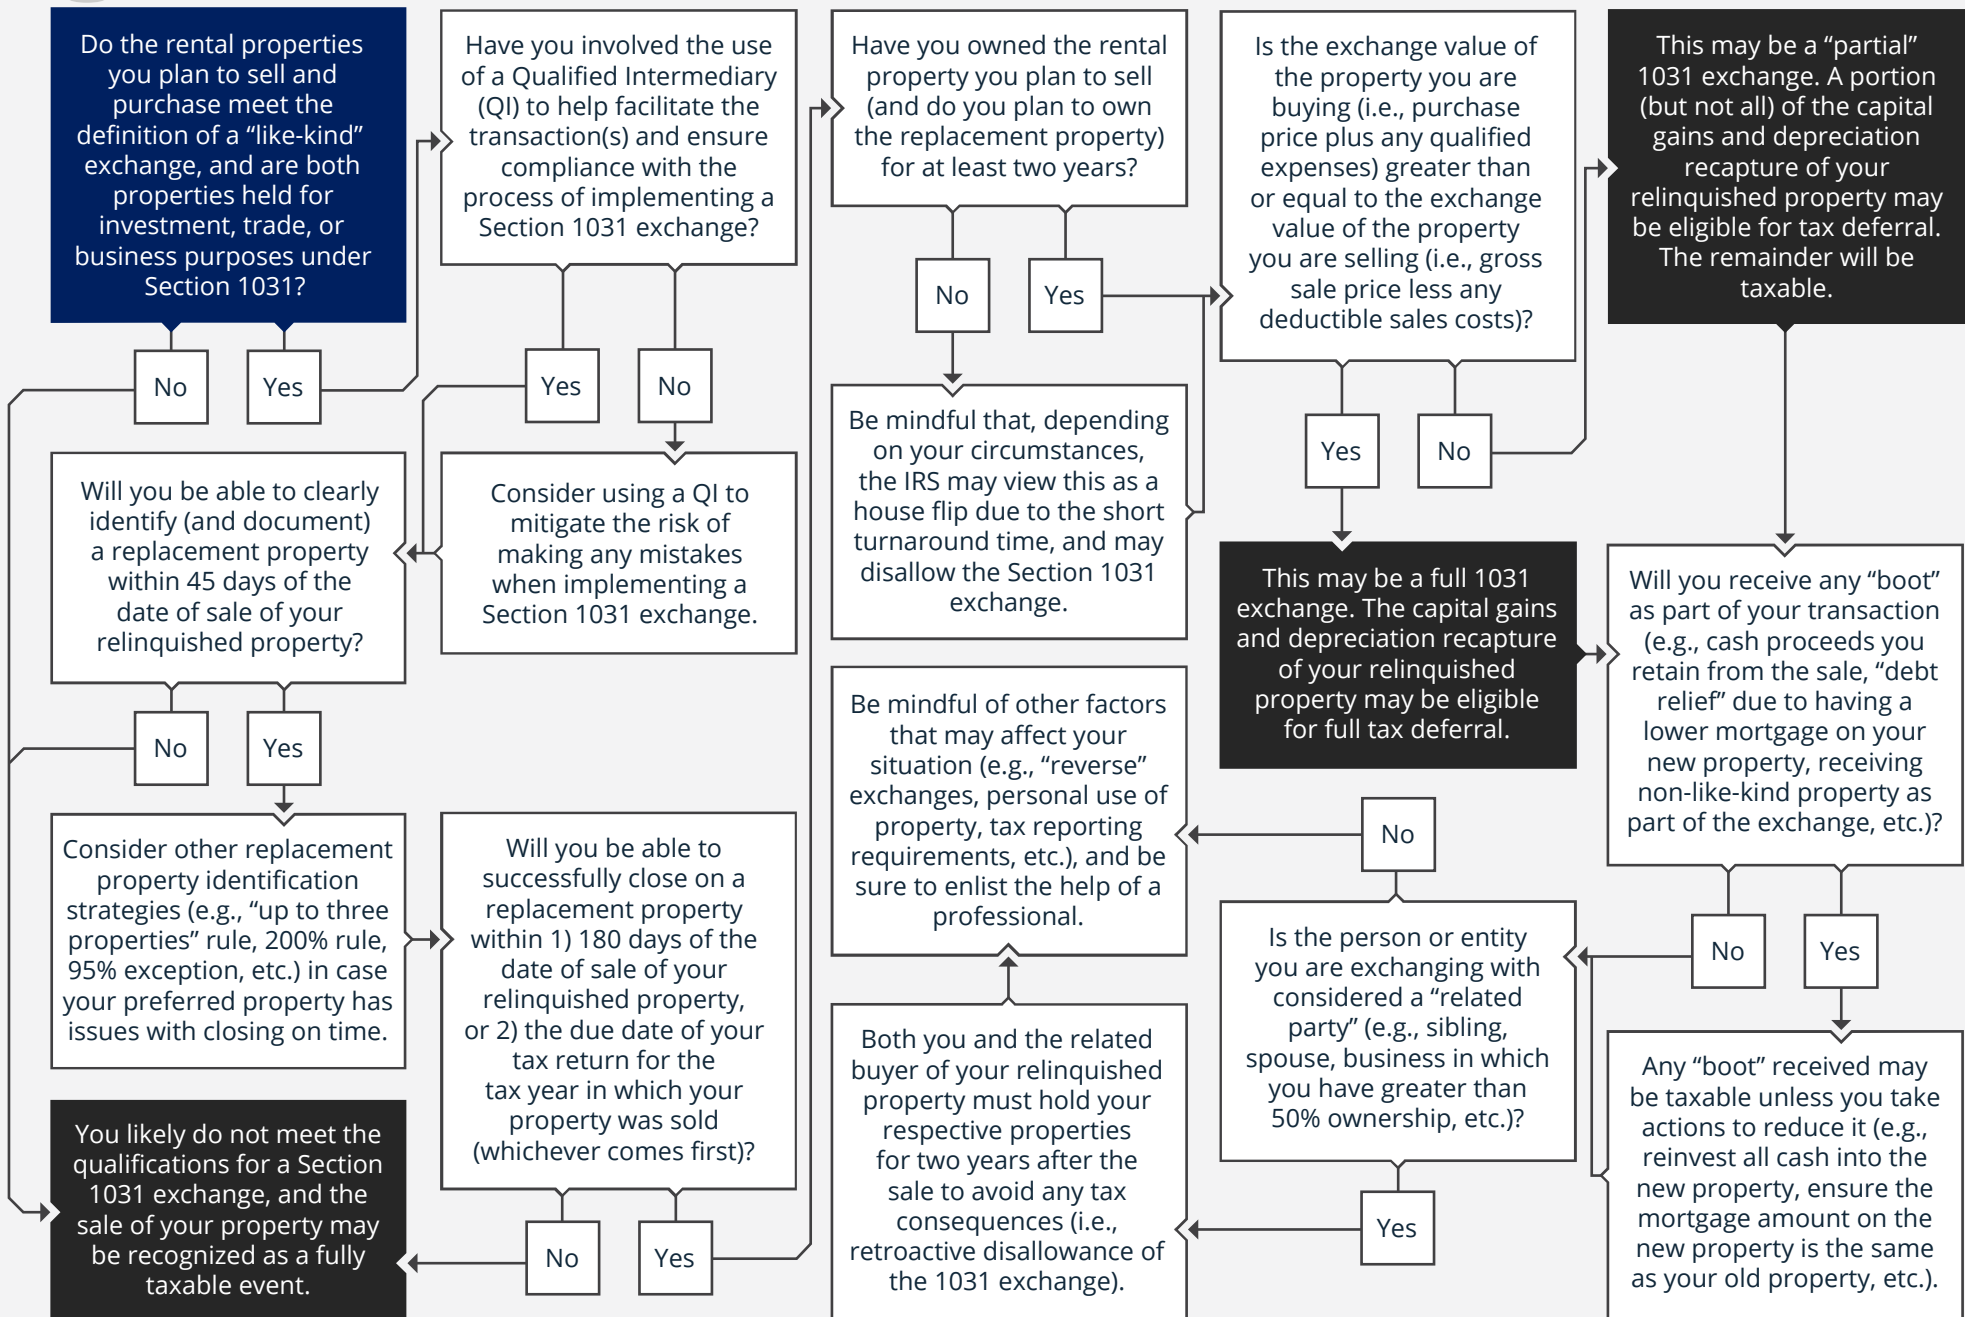 Do the rental properties
you plan to sell and
purchase meet the
definition of a “like-kind”
exchange, and are both
properties held for
investment, trade, or
business purposes under
Section 1031?
No
Yes
Have you involved the use
of a Qualified Intermediary
(QI) to help facilitate the
transaction(s) and ensure
compliance with the
process of implementing a
Section 1031 exchange?
Yes
No
Consider using a QI to
mitigate the risk of
making any mistakes
when implementing a
Section 1031 exchange.
Will you be able to clearly
identify (and document)
a replacement property
within 45 days of the
date of sale of your
relinquished property?
No
Yes
Consider other replacement
property identification
strategies (e.g., “up to three
properties” rule, 200% rule,
95% exception, etc.) in case
your preferred property has
issues with closing on time.
Will you be able to
successfully close on a
replacement property
within 1) 180 days of the
date of sale of your
relinquished property,
or 2) the due date of your
tax return for the
tax year in which your
property was sold
(whichever comes first)?
No
Yes
You likely do not meet the
qualifications for a Section
1031 exchange, and the
sale of your property may
be recognized as a fully
taxable event.
Have you owned the rental
property you plan to sell
(and do you plan to own
the replacement property)
for at least two years?
No
Yes
Be mindful that, depending
on your circumstances,
the IRS may view this as a
house flip due to the short
turnaround time, and may
disallow the Section 1031
exchange.
Is the exchange value of
the property you are
buying (i.e., purchase
price plus any qualified
expenses) greater than
or equal to the exchange
value of the property
you are selling (i.e., gross
sale price less any
deductible sales costs)?
Yes
No
This may be a full 1031
exchange. The capital gains
and depreciation recapture
of your relinquished
property may be eligible
for full tax deferral.
This may be a “partial”
1031 exchange. A portion
(but not all) of the capital
gains and depreciation
recapture of your
relinquished property may
be eligible for tax deferral.
The remainder will be
taxable.
Will you receive any “boot”
as part of your transaction
(e.g., cash proceeds you
retain from the sale, “debt
relief” due to having a
lower mortgage on your
new property, receiving
non-like-kind property as
part of the exchange, etc.)?
No
Yes
Any “boot” received may
be taxable unless you take
actions to reduce it (e.g.,
reinvest all cash into the
new property, ensure the
mortgage amount on the
new property is the same
as your old property, etc.).
Is the person or entity
you are exchanging with
considered a “related
party” (e.g., sibling,
spouse, business in which
you have greater than
50% ownership, etc.)?
No
Yes
Both you and the related
buyer of your relinquished
property must hold your
respective properties
for two years after the
sale to avoid any tax
consequences (i.e.,
retroactive disallowance of
the 1031 exchange).
Be mindful of other factors
that may affect your
situation (e.g., “reverse”
exchanges, personal use of
property, tax reporting
requirements, etc.), and be
sure to enlist the help of a
professional.